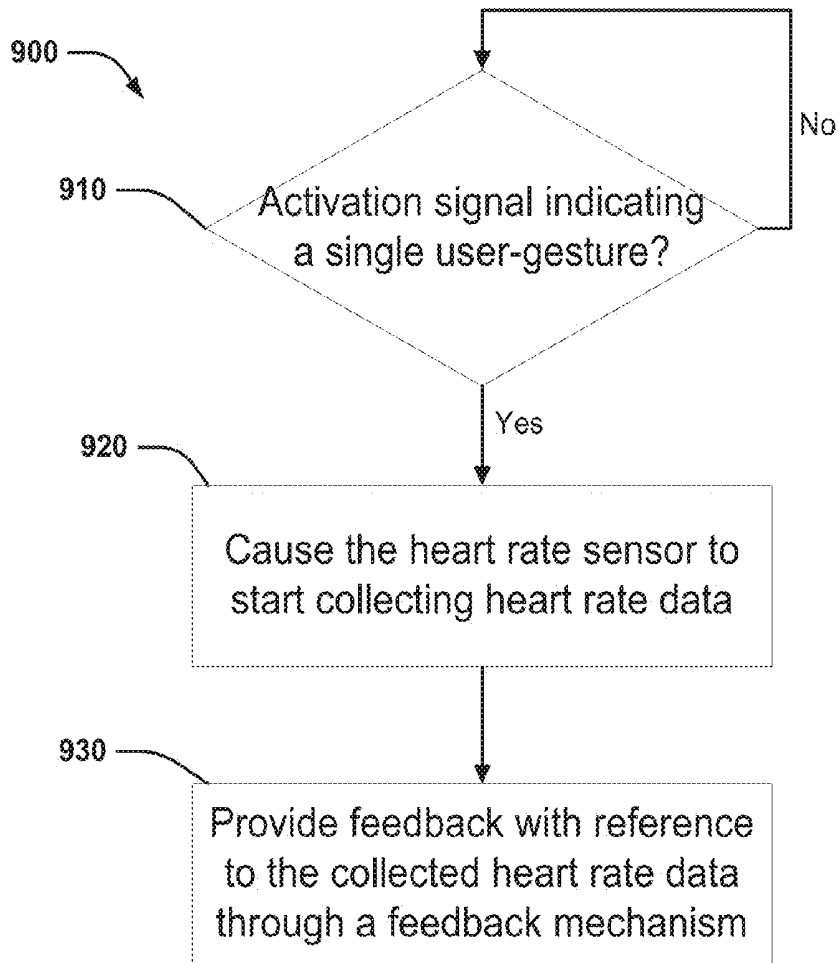 900
No
910
Activation signal indicating
a single user-gesture?
Yes
920
Cause the heart rate sensor to
start collecting heart rate data
930
Provide feedback with reference
to the collected heart rate data
through a feedback mechanism